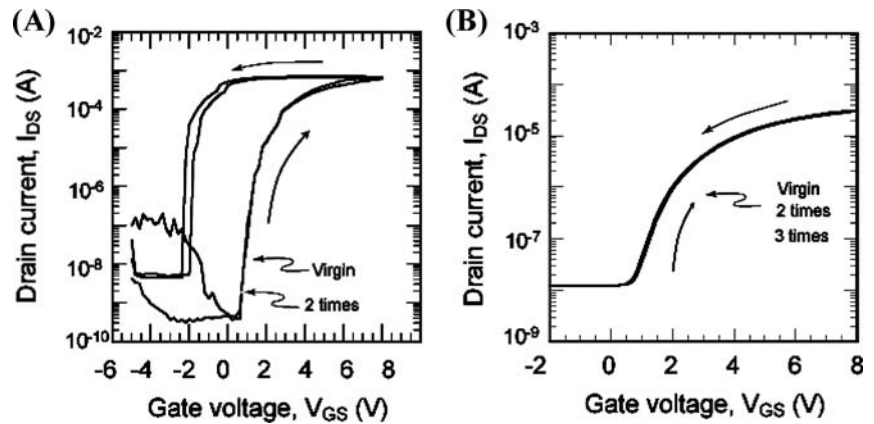 (A)
Drain current, IDS (A)
10-2
10-4
10-6
10-8
10-10
Virgin
2 times
-6 -4 -2 0 2 4 6 8
Gate voltage, VGS (V)
(B)
Drain current, IDS (A)
10-3
10-5
10-7
10-9
Virgin
2 times
3 times
-2 0 2 4 6 8
Gate voltage, VGS (V)